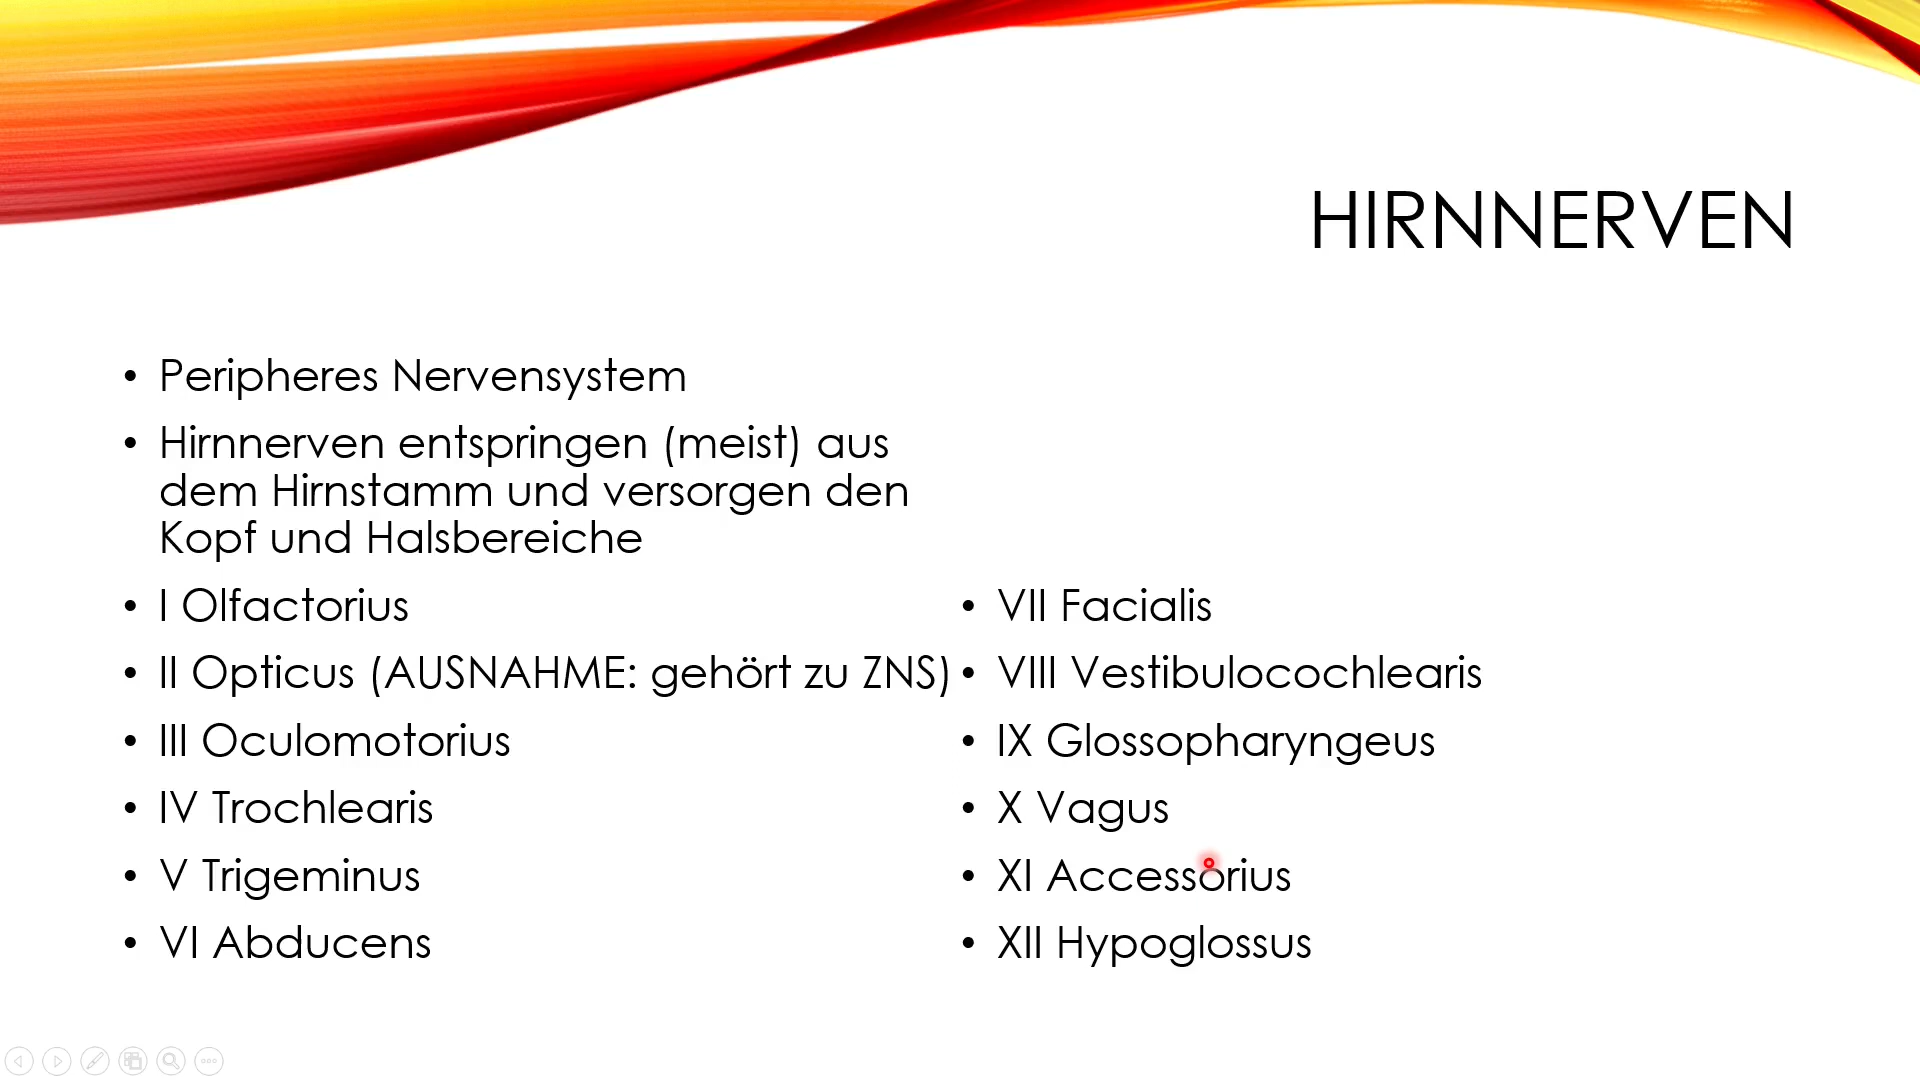 HIRNNERVEN
• Peripheres Nervensystem
• Hirnnerven entspringen (meist) aus
dem Hirnstamm und versorgen den
Kopf und Halsbereiche
• I Olfactorius
• II Opticus (AUSNAHME: gehört zu ZNS)
• III Oculomotorius
• IV Trochlearis
• V Trigeminus
• VI Abducens
• VII Facialis
• VIII Vestibulocochlearis
• IX Glossopharyngeus
• X Vagus
• XI Accessorius
• XII Hypoglossus